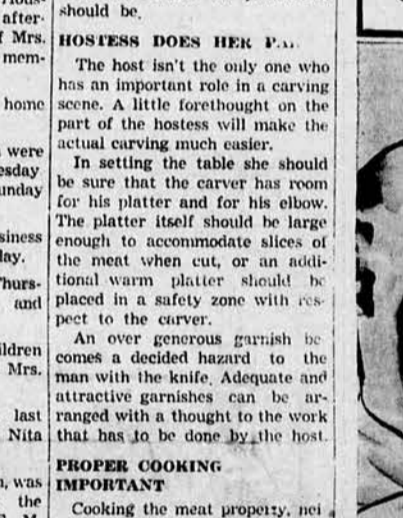 after-
Mrs.
mem-
home
were
esday
unday
siness
lay.
Thurs-
and
ildren
Mrs.
last
Nita
was
the
should be.
HOSTESS DOES HER
The host isn't the only one who
has an important role in a carving
scene. A little forethought on the
part of the hostess will make the
actual carving much easier.
In setting the table she should
be sure that the carver has room
for his platter and for his elbow.
The platter itself should be large
enough to accommodate slices of
the meat when cut, or an addi-
tional warm platter should be
placed in a safety zone with res-
pect to the carver.
An over generous garnish be
comes a decided hazard to the
man with the knife. Adequate and
attractive garnishes can be ar-
ranged with a thought to the work
that has to be done by the host.
PROPER COOKING
IMPORTANT
Cooking the meat